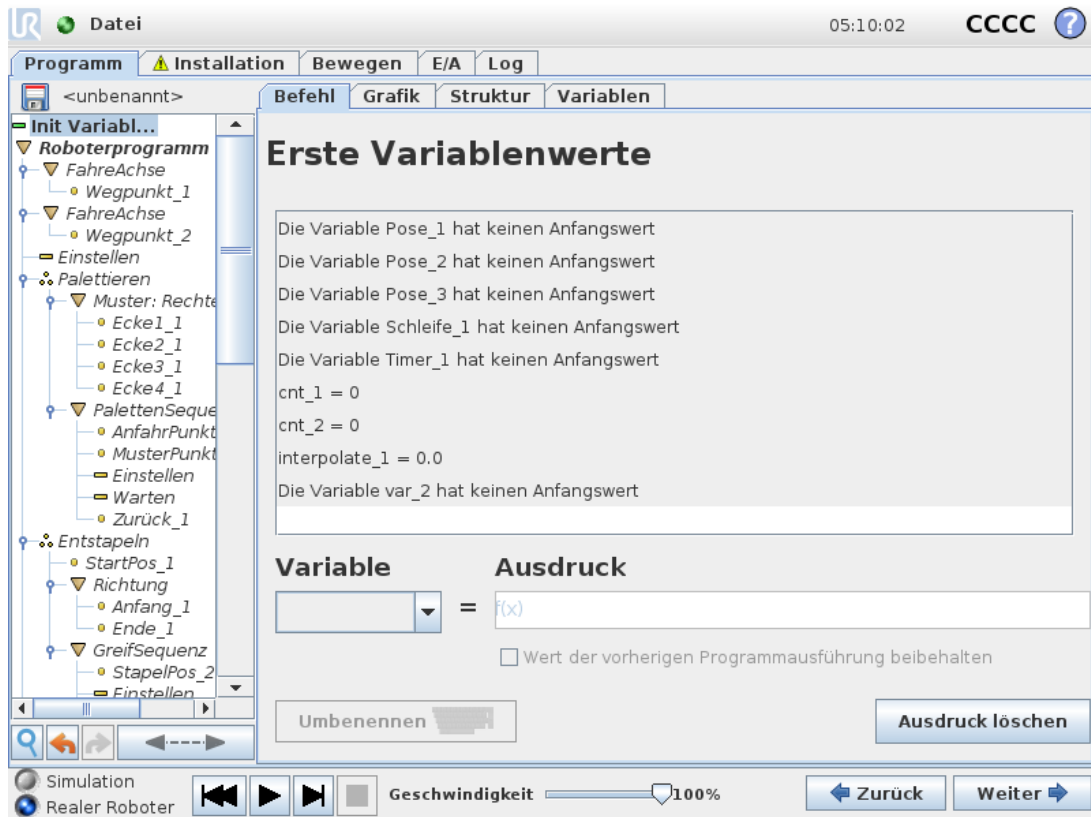 UR Datei 05:10:02 CCCC ?
Programm Installation Bewegen E/A Log
<unbenannt>
Befehl Grafik Struktur Variablen
Init Variabl...
Roboterprogramm
FahreAchse
Wegpunkt_1
FahreAchse
Wegpunkt_2
Einstellen
Palettieren
Muster: Rechte
Ecke1_1
Ecke2_1
Ecke3_1
Ecke4_1
PalettenSeque
AnfahrPunkt
MusterPunkt
Einstellen
Warten
Zurück_1
Entstapeln
StartPos_1
Richtung
Anfang_1
Ende_1
GreifSequenz
StapelPos_2
Einstellen
Erste Variablenwerte
Die Variable Pose_1 hat keinen Anfangswert
Die Variable Pose_2 hat keinen Anfangswert
Die Variable Pose_3 hat keinen Anfangswert
Die Variable Schleife_1 hat keinen Anfangswert
Die Variable Timer_1 hat keinen Anfangswert
cnt_1 = 0
cnt_2 = 0
interpolate_1 = 0.0
Die Variable var_2 hat keinen Anfangswert
Variable Ausdruck
= f(x)
Wert der vorherigen Programmausführung beibehalten
Umbenennen Ausdruck löschen
Simulation
Realer Roboter
Geschwindigkeit 100%
Zurück Weiter